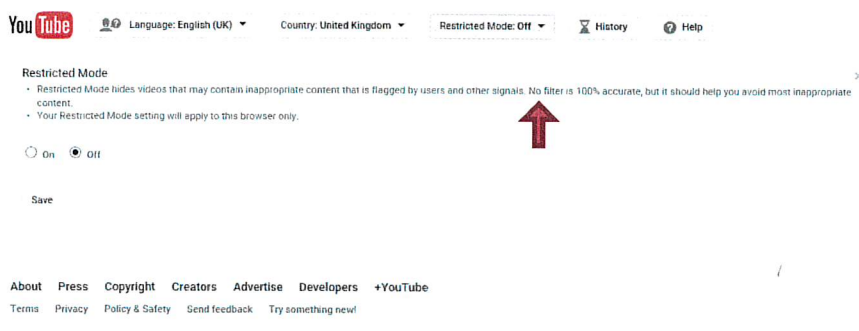 YouTube Language: English (UK) Country: United Kingdom Restricted Mode: Off History Help
Restricted Mode
• Restricted Mode hides videos that may contain inappropriate content that is flagged by users and other signals. No filter is 100% accurate, but it should help you avoid most inappropriate
content.
• Your Restricted Mode setting will apply to this browser only.
On Off
Save
About Press Copyright Creators Advertise Developers +YouTube
Terms Privacy Policy & Safety Send feedback Try something new!